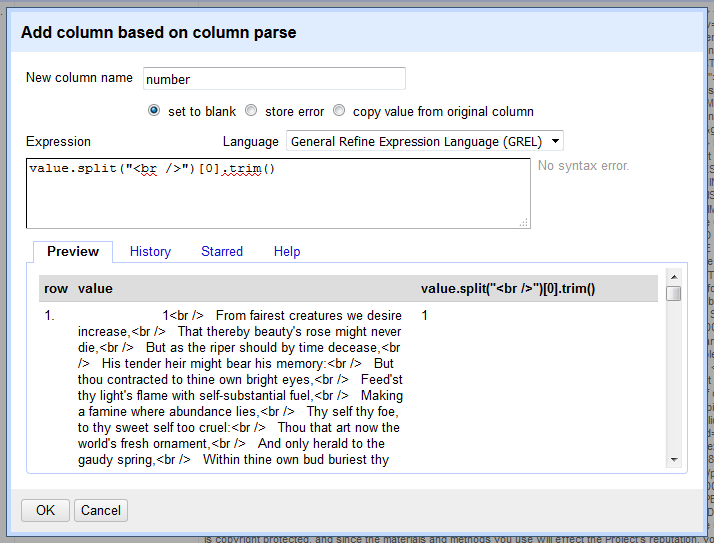 Add column based on column parse
New column name number
set to blank store error copy value from original column
Expression Language General Refine Expression Language (GREL)
value.split("<br />")[0].trim()
No syntax error.
Preview History Starred Help
row value value.split("<br />")[0].trim()
1. 1<br /> From fairest creatures we desire 1
increase,<br /> That thereby beauty's rose might never
die,<br /> But as the riper should by time decease,<br
/> His tender heir might bear his memory:<br /> But
thou contracted to thine own bright eyes,<br /> Feed'st
thy light's flame with self-substantial fuel,<br /> Making
a famine where abundance lies,<br /> Thy self thy foe,
to thy sweet self too cruel:<br /> Thou that art now the
world's fresh ornament,<br /> And only herald to the
gaudy spring,<br /> Within thine own bud buriest thy
OK Cancel
is copyright protected, and since the materials and methods you use will effect the Project's reputation,